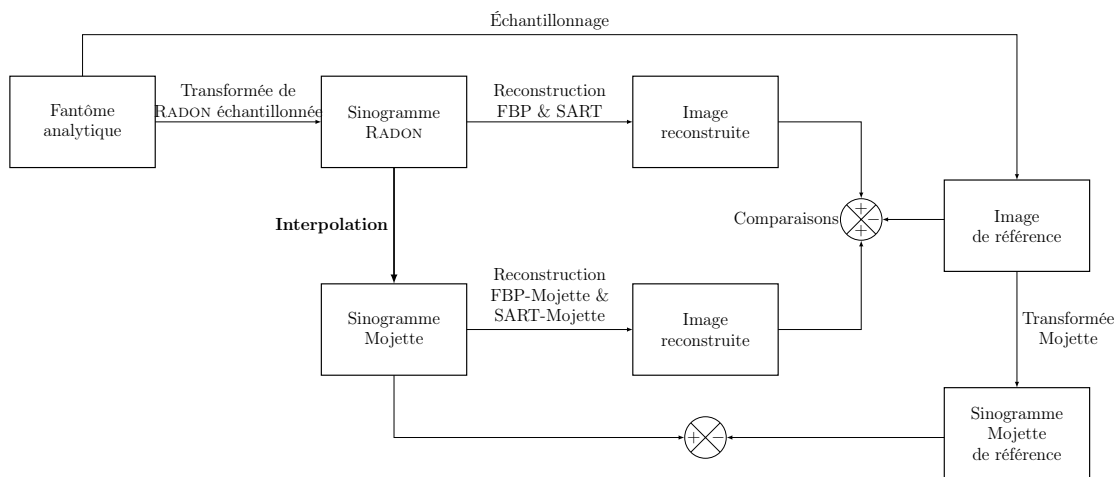 Échantillonnage
Fantôme
analytique
Transformée de
RADON échantillonnée
Sinogramme
RADON
Reconstruction
FBP & SART
Image
reconstruite
Interpolation
Comparaisons
+
−
+
Image
de référence
Sinogramme
Mojette
Reconstruction
FBP-Mojette &
SART-Mojette
Image
reconstruite
Transformée
Mojette
+
−
Sinogramme
Mojette
de référence